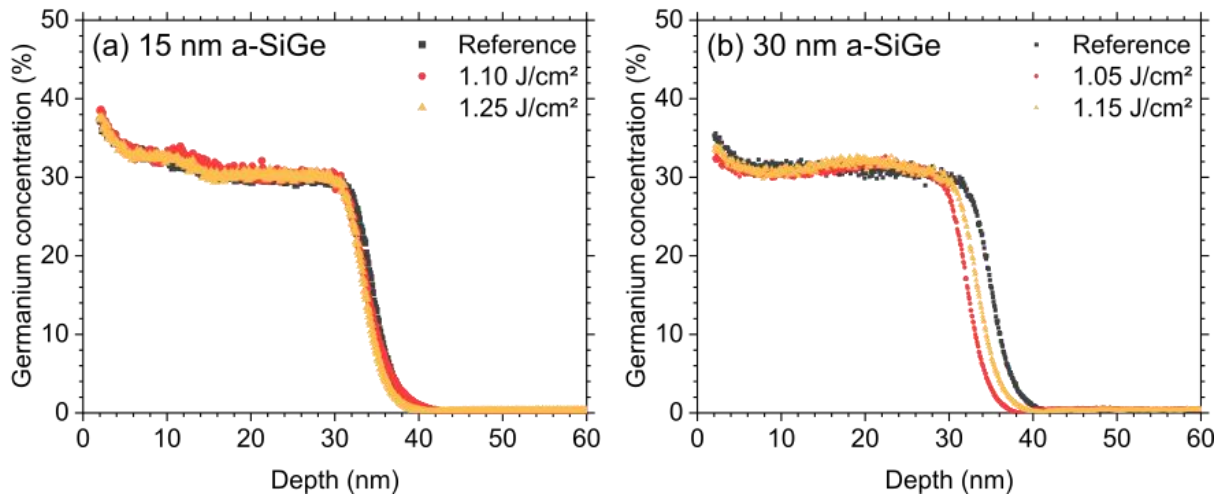 (a) 15 nm a-SiGe
Reference
1.10 J/cm²
1.25 J/cm²
Germanium concentration (%)
50
40
30
20
10
0
0 10 20 30 40 50 60
Depth (nm)
(b) 30 nm a-SiGe
Reference
1.05 J/cm²
1.15 J/cm²
Germanium concentration (%)
50
40
30
20
10
0
0 10 20 30 40 50 60
Depth (nm)